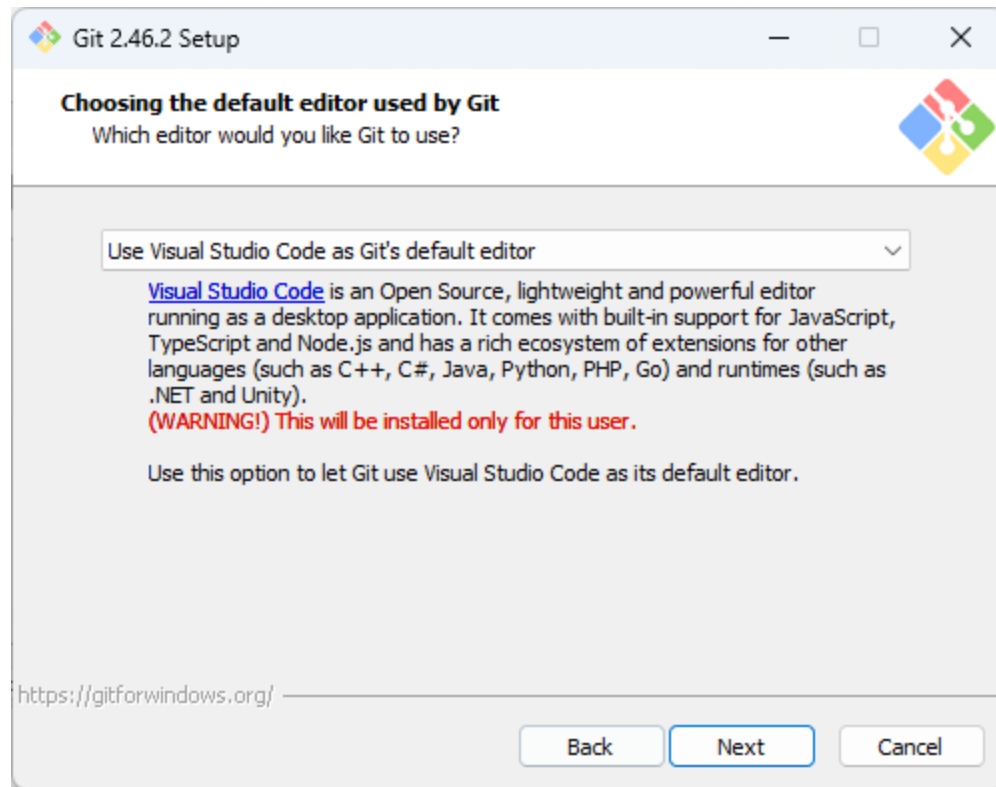 Git 2.46.2 Setup
Choosing the default editor used by Git
Which editor would you like Git to use?
Use Visual Studio Code as Git's default editor
Visual Studio Code is an Open Source, lightweight and powerful editor
running as a desktop application. It comes with built-in support for JavaScript,
TypeScript and Node.js and has a rich ecosystem of extensions for other
languages (such as C++, C#, Java, Python, PHP, Go) and runtimes (such as
.NET and Unity).
(WARNING!) This will be installed only for this user.
Use this option to let Git use Visual Studio Code as its default editor.
https://gitforwindows.org/
Back Next Cancel